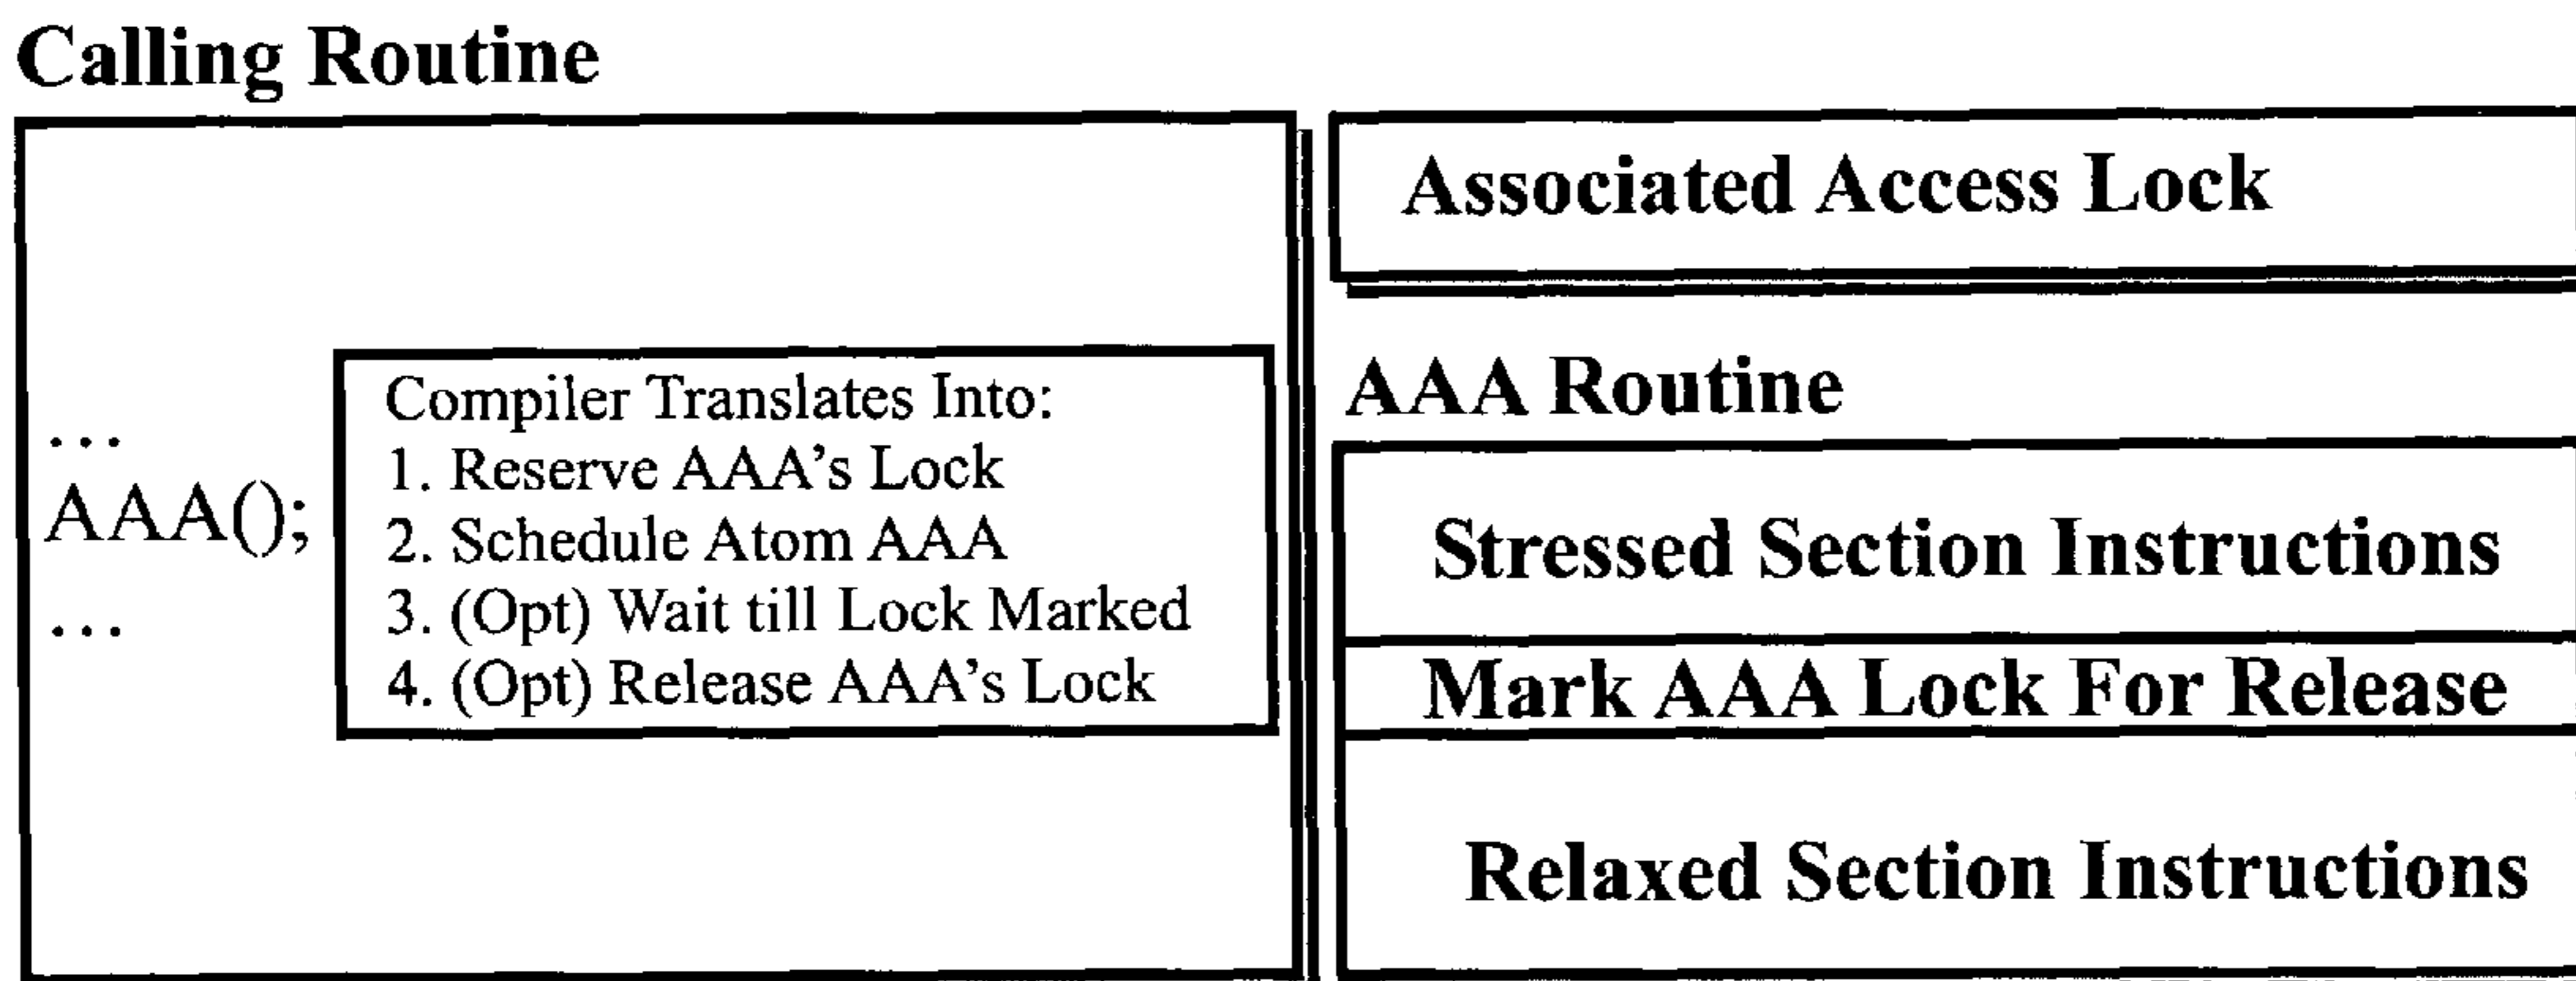 Calling Routine
...
AAA();
...
Compiler Translates Into:
1. Reserve AAA's Lock
2. Schedule Atom AAA
3. (Opt) Wait till Lock Marked
4. (Opt) Release AAA's Lock
Associated Access Lock
AAA Routine
Stressed Section Instructions
Mark AAA Lock For Release
Relaxed Section Instructions